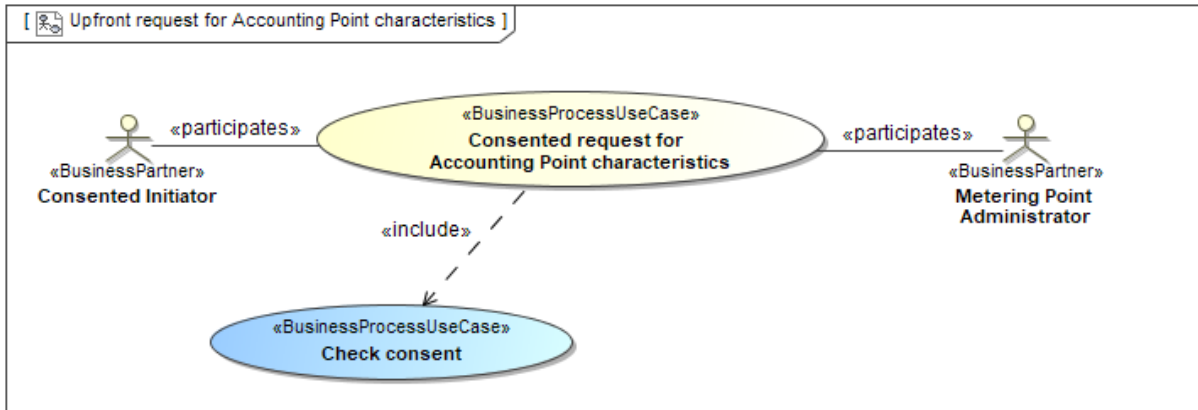 [ Upfront request for Accounting Point characteristics ]
«BusinessProcessUseCase»
Consented request for
Accounting Point characteristics
«participates»
«participates»
«BusinessPartner»
Consented Initiator
«BusinessPartner»
Metering Point
Administrator
«include»
«BusinessProcessUseCase»
Check consent